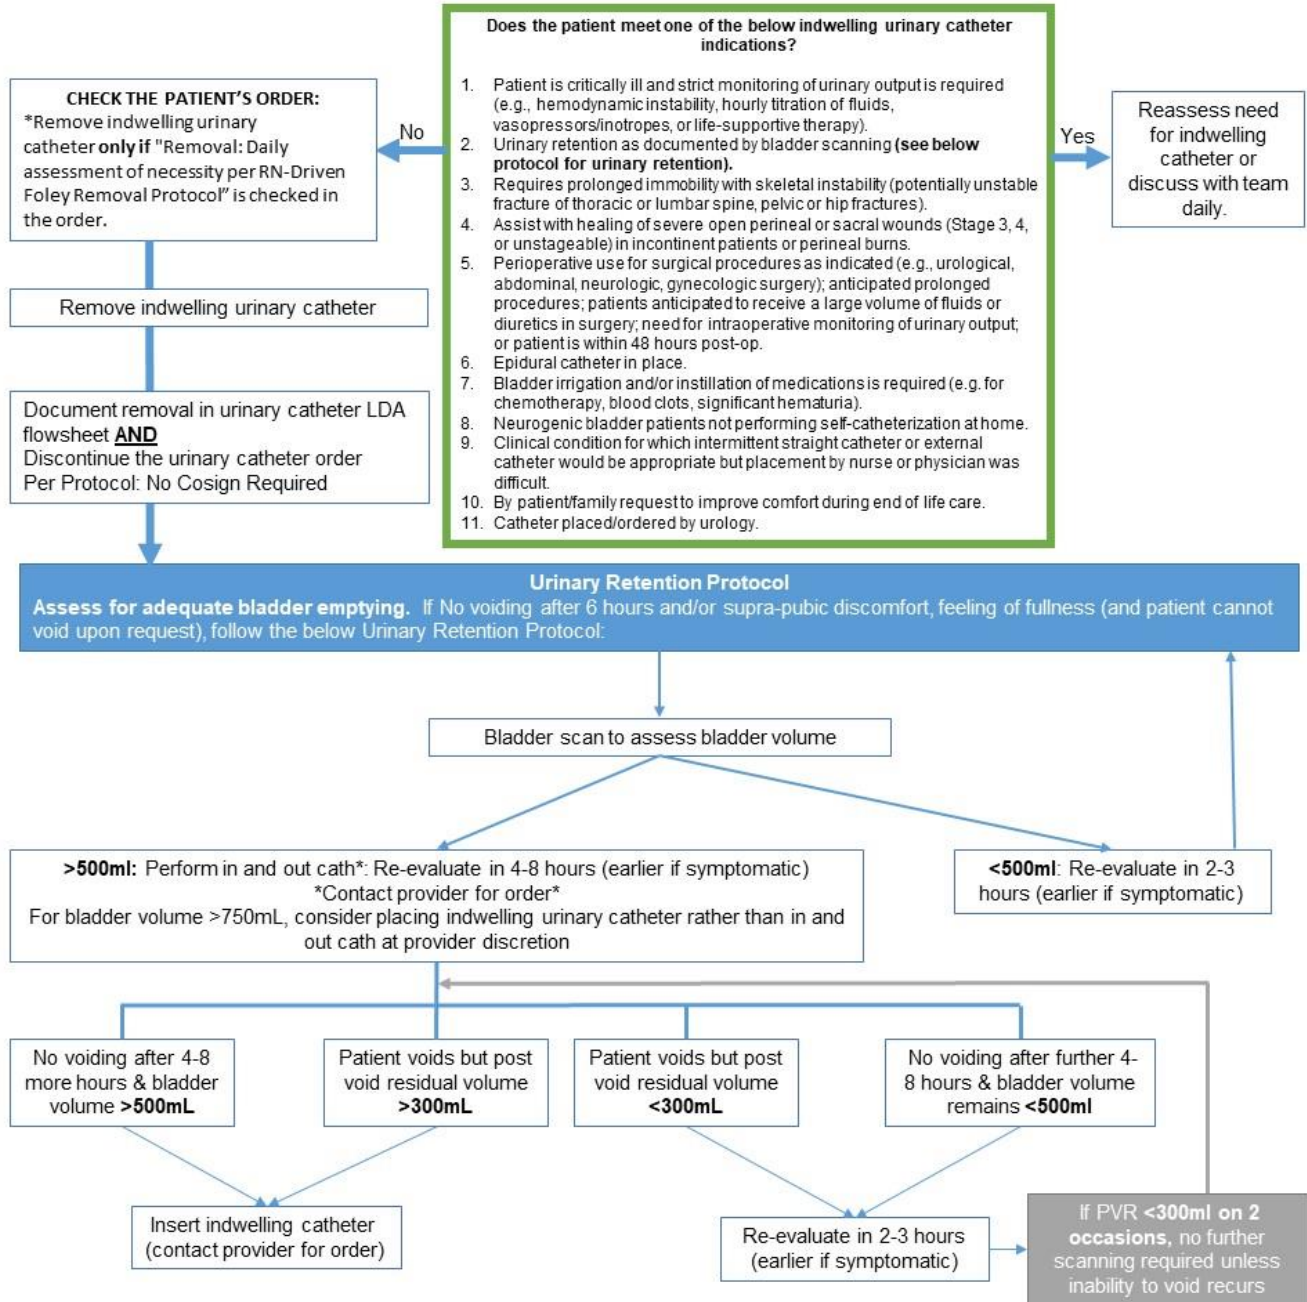 Does the patient meet one of the below indwelling urinary catheter
indications?
1. Patient is critically ill and strict monitoring of urinary output is required
(e.g., hemodynamic instability, hourly titration of fluids,
vasopressors/inotropes, or life-supportive therapy).
2. Urinary retention as documented by bladder scanning (see below
protocol for urinary retention).
3. Requires prolonged immobility with skeletal instability (potentially unstable
fracture of thoracic or lumbar spine, pelvic or hip fractures).
4. Assist with healing of severe open perineal or sacral wounds (Stage 3, 4,
or unstageable) in incontinent patients or perineal burns.
5. Perioperative use for surgical procedures as indicated (e.g., urological,
abdominal, neurologic, gynecologic surgery); anticipated prolonged
procedures; patients anticipated to receive a large volume of fluids or
diuretics in surgery; need for intraoperative monitoring of urinary output;
or patient is within 48 hours post-op.
6. Epidural catheter in place.
7. Bladder irrigation and/or instillation of medications is required (e.g. for
chemotherapy, blood clots, significant hematuria).
8. Neurogenic bladder patients not performing self-catheterization at home.
9. Clinical condition for which intermittent straight catheter or external
catheter would be appropriate but placement by nurse or physician was
difficult.
10. By patient/family request to improve comfort during end of life care.
11. Catheter placed/ordered by urology.
Yes
Reassess need
for indwelling
catheter or
discuss with team
daily.
No
CHECK THE PATIENT'S ORDER:
*Remove indwelling urinary
catheter only if "Removal: Daily
assessment of necessity per RN-Driven
Foley Removal Protocol" is checked
in the order.
Remove indwelling urinary catheter
Document removal in urinary catheter LDA
flowsheet AND
Discontinue the urinary catheter order
Per Protocol: No Cosign Required
Urinary Retention Protocol
Assess for adequate bladder emptying. If No voiding after 6 hours and/or supra-pubic discomfort, feeling of fullness (and patient cannot
void upon request), follow the below Urinary Retention Protocol:
Bladder scan to assess bladder volume
>500ml: Perform in and out cath*: Re-evaluate in 4-8 hours (earlier if symptomatic)
*Contact provider for order*
For bladder volume >750mL, consider placing indwelling urinary catheter rather than in and
out cath at provider discretion
<500ml: Re-evaluate in 2-3
hours (earlier if symptomatic)
No voiding after 4-8
more hours & bladder
volume >500mL
Patient voids but post
void residual volume
>300mL
Patient voids but post
void residual volume
<300mL
No voiding after further 4-
8 hours & bladder volume
remains <500ml
Insert indwelling catheter
(contact provider for order)
Re-evaluate in 2-3 hours
(earlier if symptomatic)
If PVR <300ml on 2
occasions, no further
scanning required unless
inability to void recurs